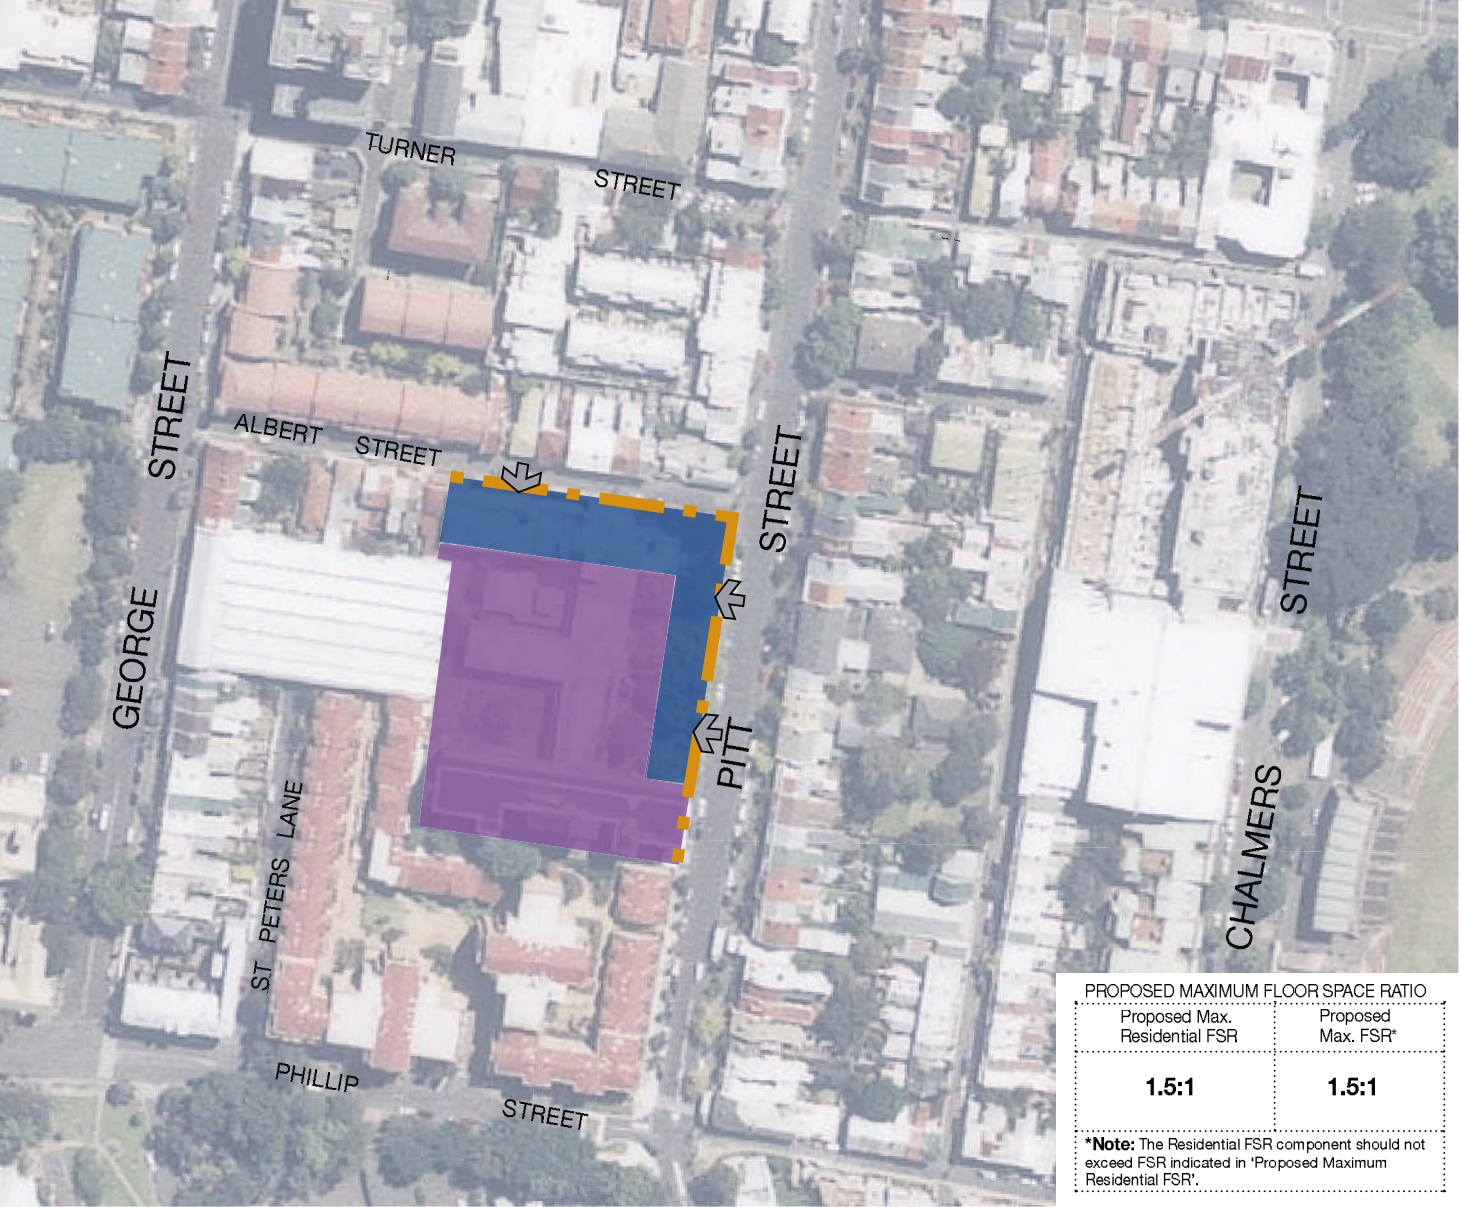 TURNER
STREET
STREET
ALBERT STREET
STREET
STREET
GEORGE
PITT
ST PETERS LANE
CHALMERS
PHILLIP
STREET
PROPOSED MAXIMUM FLOOR SPACE RATIO
Proposed Max.
Residential FSR
Proposed
Max. FSR*
1.5:1
1.5:1
*Note: The Residential FSR component should not
exceed FSR indicated in ‘Proposed Maximum
Residential FSR’.